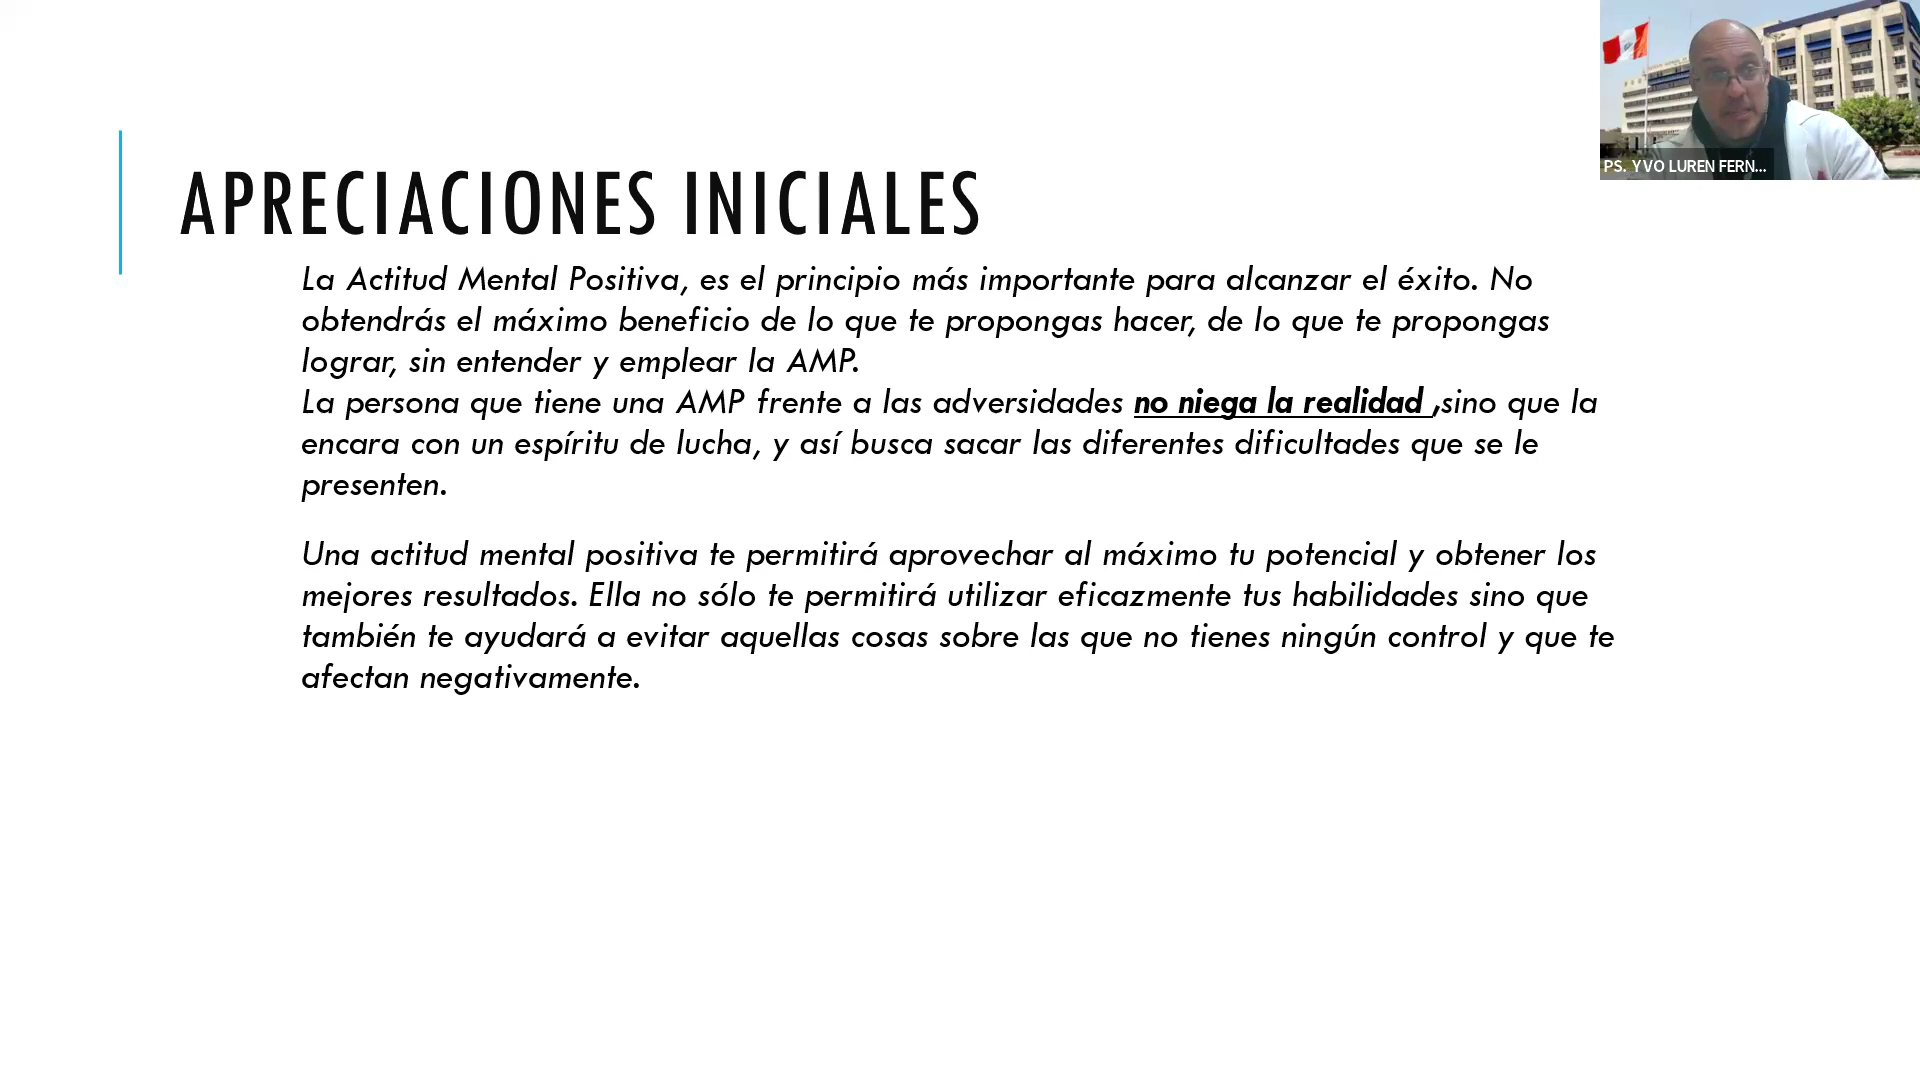 APRECIACIONES INICIALES
La Actitud Mental Positiva, es el principio más importante para alcanzar el éxito. No
obtendrás el máximo beneficio de lo que te propongas hacer, de lo que te propongas
lograr, sin entender y emplear la AMP.
La persona que tiene una AMP frente a las adversidades no niega la realidad ,sino que la
encara con un espíritu de lucha, y así busca sacar las diferentes dificultades que se le
presenten.
Una actitud mental positiva te permitirá aprovechar al máximo tu potencial y obtener los
mejores resultados. Ella no sólo te permitirá utilizar eficazmente tus habilidades sino que
también te ayudará a evitar aquellas cosas sobre las que no tienes ningún control y que te
afectan negativamente.
PS. YVO LUREN FERN...